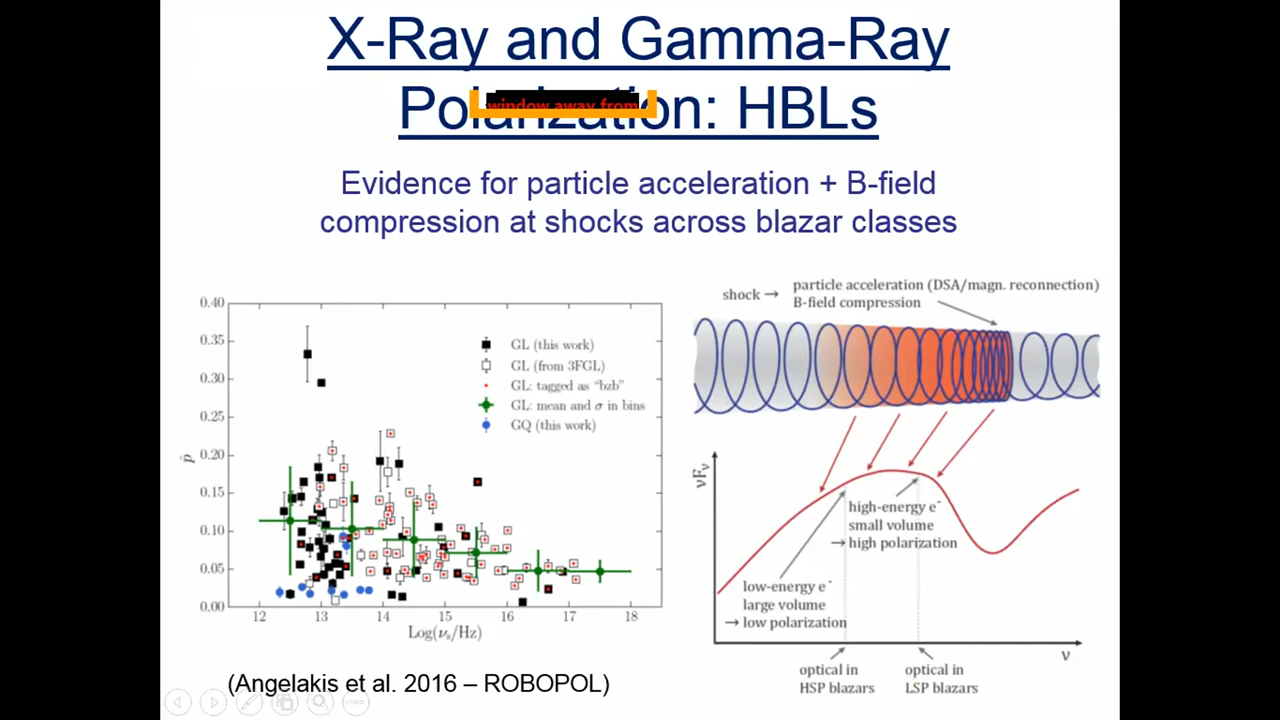 X-Ray and Gamma-Ray
Polarization: HBLs
window away from
Evidence for particle acceleration + B-field
compression at shocks across blazar classes
0.40
0.35
0.30
0.25
0.20
0.15
0.10
0.05
0.00
p̂
GL (this work)
GL (from 3FGL)
GL: tagged as “bzb”
GL: mean and σ in bins
GQ (this work)
12 13 14 15 16 17 18
Log(νs/Hz)
(Angelakis et al. 2016 – ROBOPOL)
shock →
particle acceleration (DSA/magn. reconnection)
B-field compression
νFν
high-energy e⁻
small volume
→ high polarization
low-energy e⁻
large volume
→ low polarization
ν
optical in
HSP blazars
optical in
LSP blazars